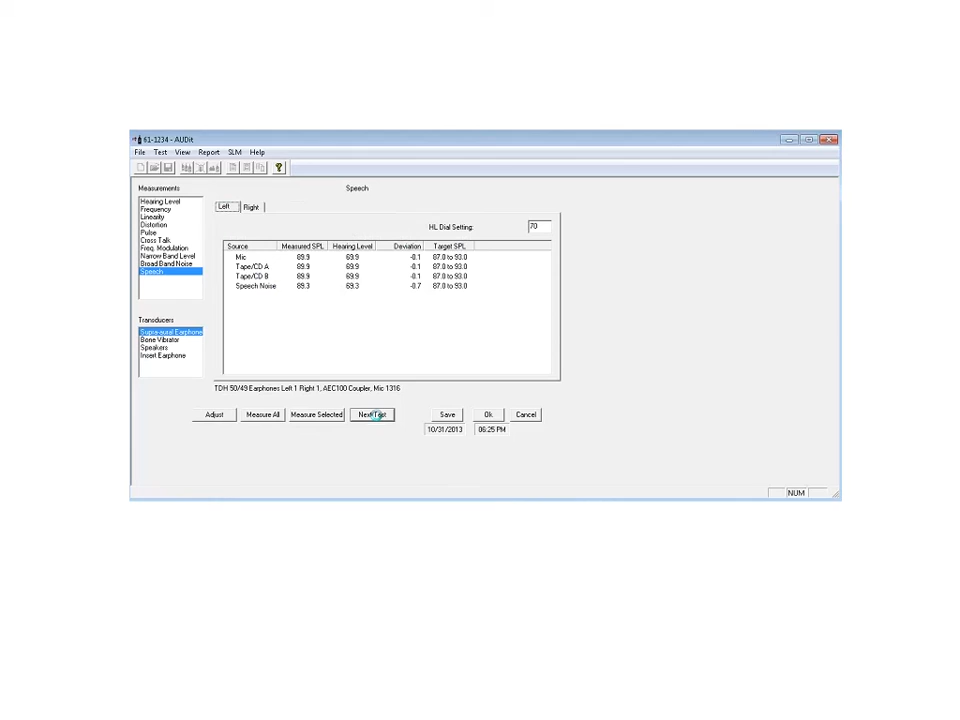 61-1234 - AUDit
File Test View Report SLM Help
Measurements
Speech
Hearing Level
Frequency
Linearity
Distortion
Pulse
Cross Talk
Freq. Modulation
Narrow Band Level
Broad Band Noise
Speech
Left Right
HL Dial Setting: 70
Source Measured SPL Hearing Level Deviation Target SPL
Mic 89.9 69.9 -0.1 87.0 to 93.0
Tape/CD A 89.9 69.9 -0.1 87.0 to 93.0
Tape/CD B 89.9 69.9 -0.1 87.0 to 93.0
Speech Noise 89.3 69.3 -0.7 87.0 to 93.0
Transducers
Supra-aural Earphone
Bone Vibrator
Speakers
Insert Earphone
TDH 50/49 Earphones Left 1 Right 1, AEC100 Coupler, Mic 1316
Adjust Measure All Measure Selected Next Test Save Ok Cancel
10/31/2013 06:25 PM
NUM